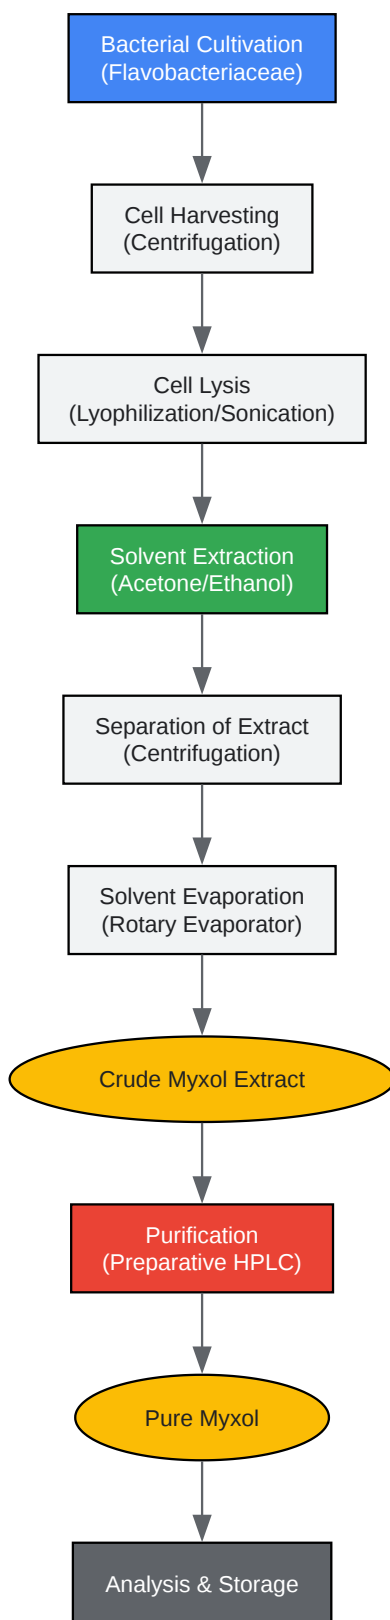 Bacterial Cultivation
(Flavobacteriaceae)
Cell Harvesting
(Centrifugation)
Cell Lysis
(Lyophilization/Sonication)
Solvent Extraction
(Acetone/Ethanol)
Separation of Extract
(Centrifugation)
Solvent Evaporation
(Rotary Evaporator)
Crude Myxol Extract
Purification
(Preparative HPLC)
Pure Myxol
Analysis & Storage